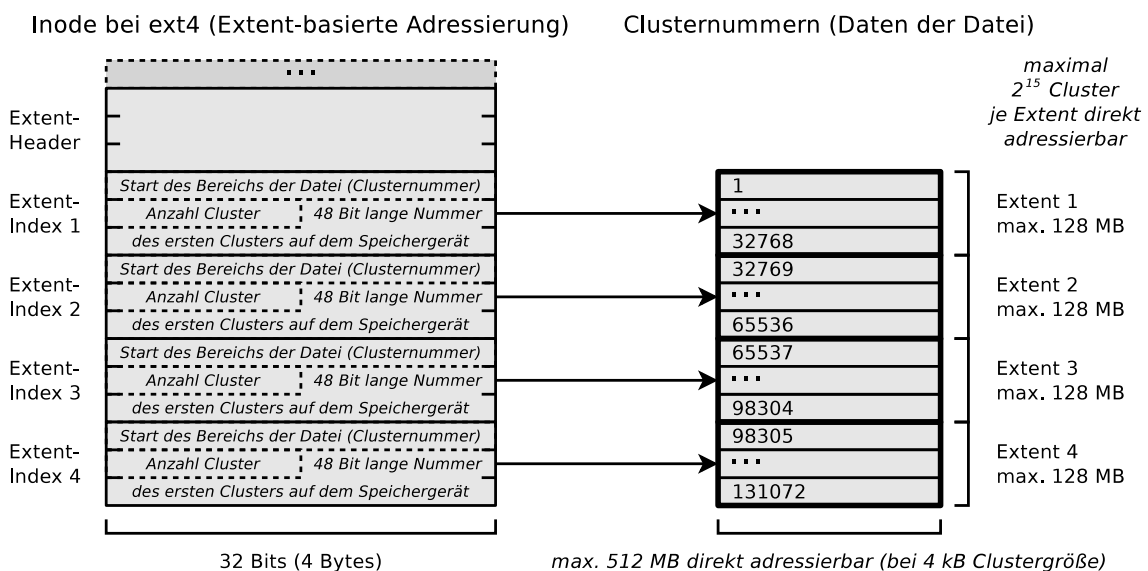 Inode bei ext4 (Extent-basierte Adressierung)
Clusternummern (Daten der Datei)
...
maximal
2^15 Cluster
je Extent direkt
adressierbar
Extent-
Header
Extent-
Index 1
Start des Bereichs der Datei (Clusternummer)
Anzahl Cluster
48 Bit lange Nummer
des ersten Clusters auf dem Speichergerät
1
...
32768
Extent 1
max. 128 MB
Extent-
Index 2
Start des Bereichs der Datei (Clusternummer)
Anzahl Cluster
48 Bit lange Nummer
des ersten Clusters auf dem Speichergerät
32769
...
65536
Extent 2
max. 128 MB
Extent-
Index 3
Start des Bereichs der Datei (Clusternummer)
Anzahl Cluster
48 Bit lange Nummer
des ersten Clusters auf dem Speichergerät
65537
...
98304
Extent 3
max. 128 MB
Extent-
Index 4
Start des Bereichs der Datei (Clusternummer)
Anzahl Cluster
48 Bit lange Nummer
des ersten Clusters auf dem Speichergerät
98305
...
131072
Extent 4
max. 128 MB
32 Bits (4 Bytes)
max. 512 MB direkt adressierbar (bei 4 kB Clustergröße)